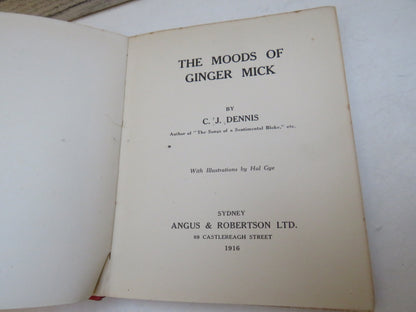 THE MOODS OF
GINGER MICK
BY
C. J. DENNIS
Author of "The Songs of a Sentimental Bloke," etc.
With Illustrations by Hal Gye
SYDNEY
ANGUS & ROBERTSON LTD.
89 CASTLEREAGH STREET
1916